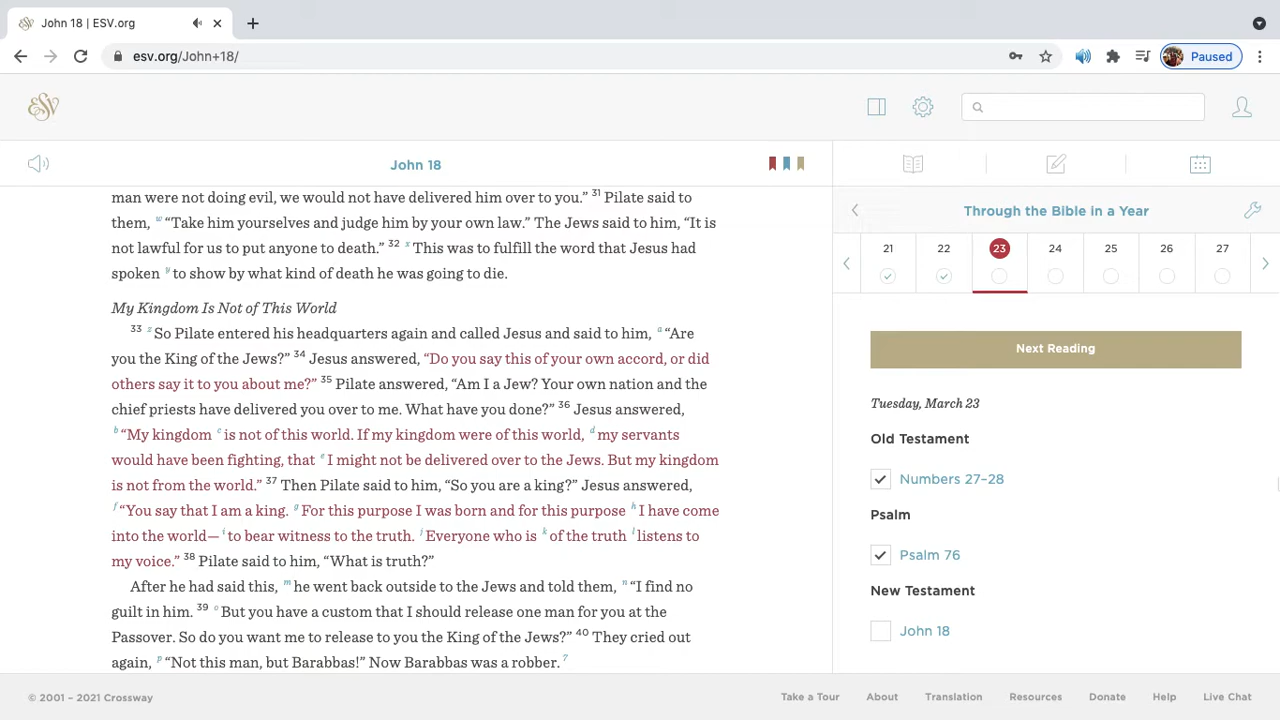 John 18 | ESV.org
esv.org/John+18/
Paused
ESV
John 18
man were not doing evil, we would not have delivered him over to you.” 31 Pilate said to
them, w “Take him yourselves and judge him by your own law.” The Jews said to him, “It is
not lawful for us to put anyone to death.” 32 x This was to fulfill the word that Jesus had
spoken y to show by what kind of death he was going to die.
My Kingdom Is Not of This World
33 z So Pilate entered his headquarters again and called Jesus and said to him, a “Are
you the King of the Jews?” 34 Jesus answered, “Do you say this of your own accord, or did
others say it to you about me?” 35 Pilate answered, “Am I a Jew? Your own nation and the
chief priests have delivered you over to me. What have you done?” 36 Jesus answered,
b “My kingdom c is not of this world. If my kingdom were of this world, d my servants
would have been fighting, that e I might not be delivered over to the Jews. But my kingdom
is not from the world.” 37 Then Pilate said to him, “So you are a king?” Jesus answered,
f “You say that I am a king. g For this purpose I was born and for this purpose h I have come
into the world— i to bear witness to the truth. j Everyone who is k of the truth l listens to
my voice.” 38 Pilate said to him, “What is truth?”
After he had said this, m he went back outside to the Jews and told them, n “I find no
guilt in him. 39 o But you have a custom that I should release one man for you at the
Passover. So do you want me to release to you the King of the Jews?” 40 They cried out
again, p “Not this man, but Barabbas!” Now Barabbas was a robber. 7
Through the Bible in a Year
21 22 23 24 25 26 27
Next Reading
Tuesday, March 23
Old Testament
Numbers 27–28
Psalm
Psalm 76
New Testament
John 18
© 2001 – 2021 Crossway
Take a Tour About Translation Resources Donate Help Live Chat